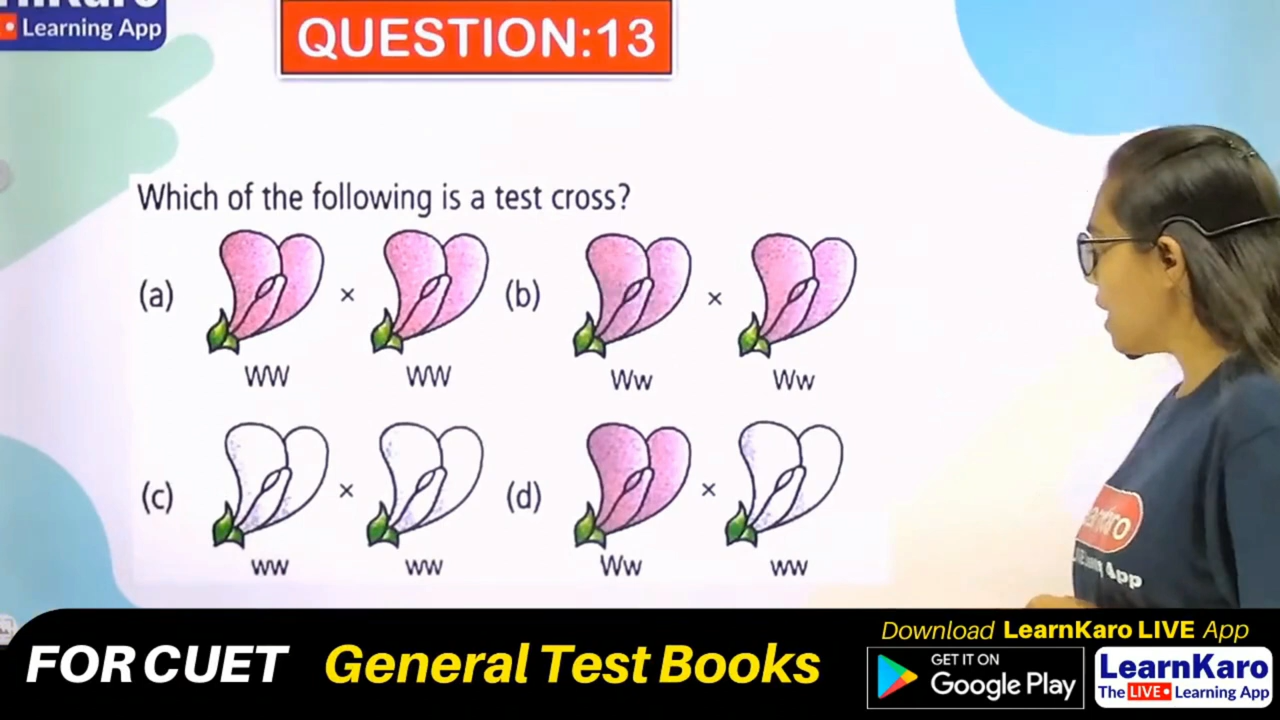 Learning App
QUESTION:13
Which of the following is a test cross?
(a) × (b) ×
WW WW Ww Ww
(c) × (d) ×
ww ww Ww ww
App
FOR CUET General Test Books
Download LearnKaro LIVE App
GET IT ON
Google Play
LearnKaro
The LIVE Learning App